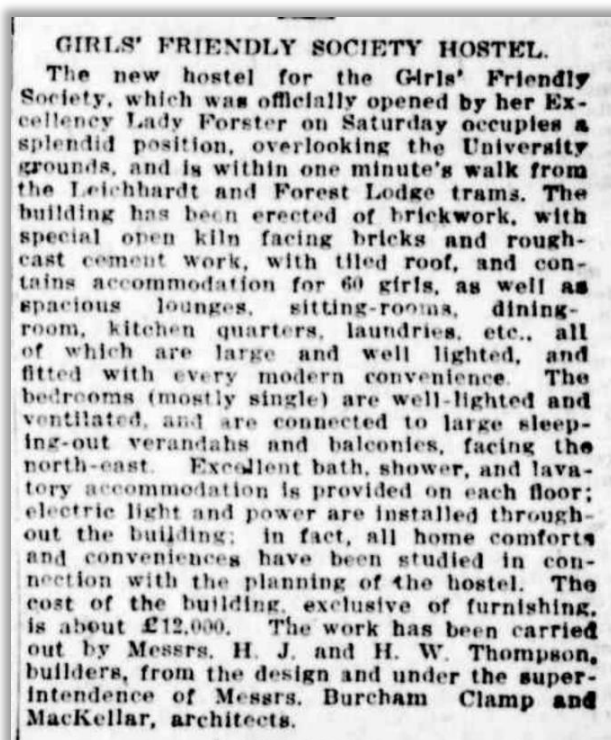 GIRLS' FRIENDLY SOCIETY HOSTEL.
The new hostel for the Girls' Friendly
Society, which was officially opened by her Ex-
cellency Lady Forster on Saturday occupies a
splendid position, overlooking the University
grounds, and is within one minute's walk from
the Leichhardt and Forest Lodge trams. The
building has been erected of brickwork, with
special open kiln facing bricks and rough-
cast cement work, with tiled roof, and con-
tains accommodation for 60 girls, as well as
spacious lounges, sitting-rooms, dining-
room, kitchen quarters, laundries, etc., all
of which are large and well lighted, and
fitted with every modern convenience. The
bedrooms (mostly single) are well-lighted and
ventilated, and are connected to large sleep-
ing-out verandahs and balconies, facing the
north-east. Excellent bath, shower, and lava-
tory accommodation is provided on each floor;
electric light and power are installed through-
out the building; in fact, all home comforts
and conveniences have been studied in con-
nection with the planning of the hostel. The
cost of the building, exclusive of furnishing,
is about £12,000. The work has been carried
out by Messrs. H. J. and H. W. Thompson,
builders, from the design and under the super-
intendence of Messrs. Burcham Clamp and
MacKellar, architects.